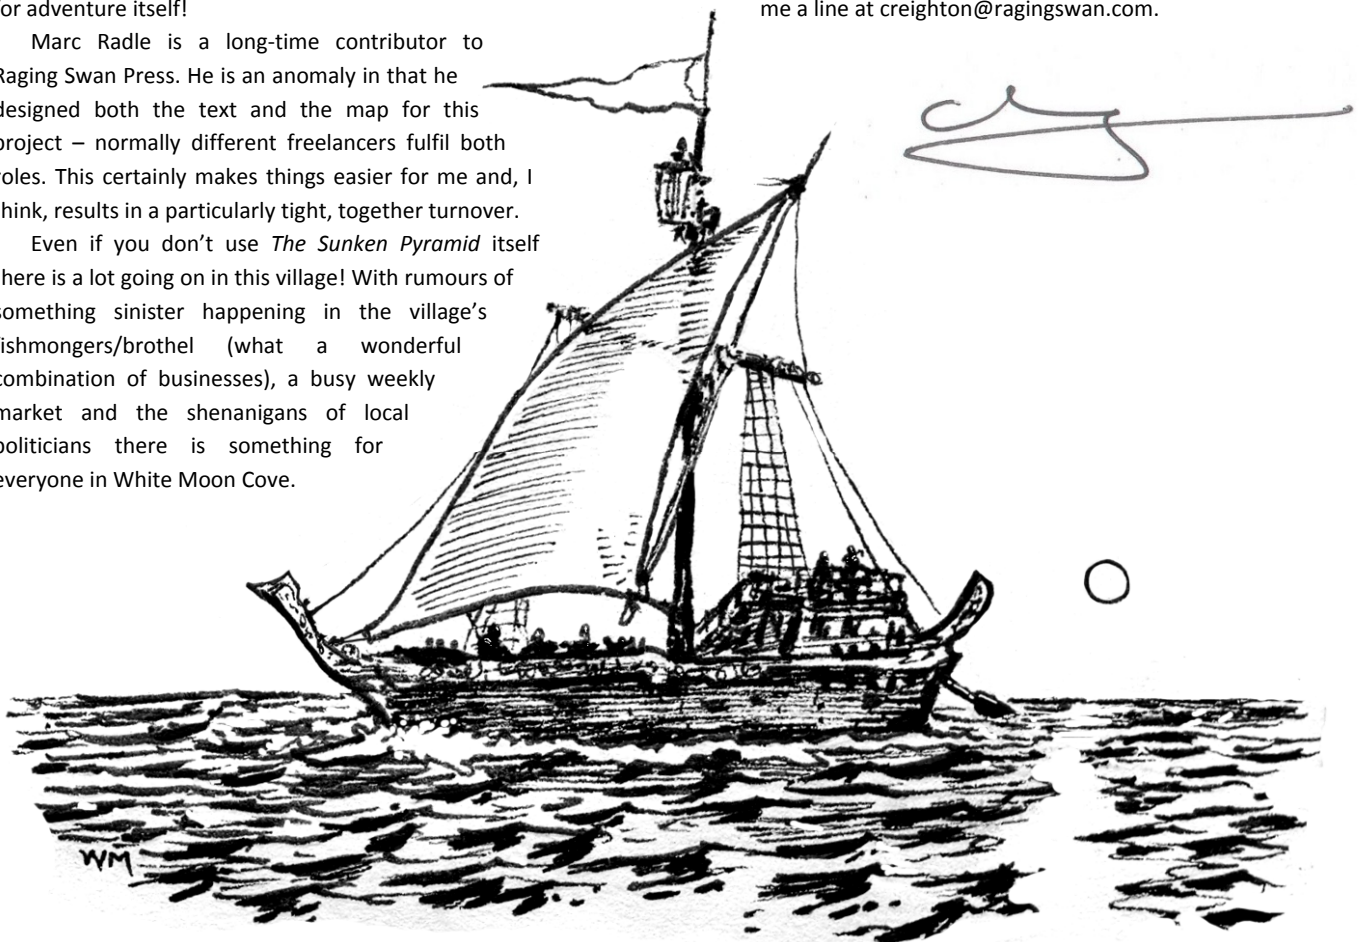 for adventure itself!
Marc Radle is a long-time contributor to
Raging Swan Press. He is an anomaly in that he
designed both the text and the map for this
project – normally different freelancers fulfil both
roles. This certainly makes things easier for me and, I
think, results in a particularly tight, together turnover.
Even if you don’t use The Sunken Pyramid itself
there is a lot going on in this village! With rumours of
something sinister happening in the village’s
fishmongers/brothel (what a wonderful
combination of businesses), a busy weekly
market and the shenanigans of local
politicians there is something for
everyone in White Moon Cove.
me a line at creighton@ragingswan.com.
WM